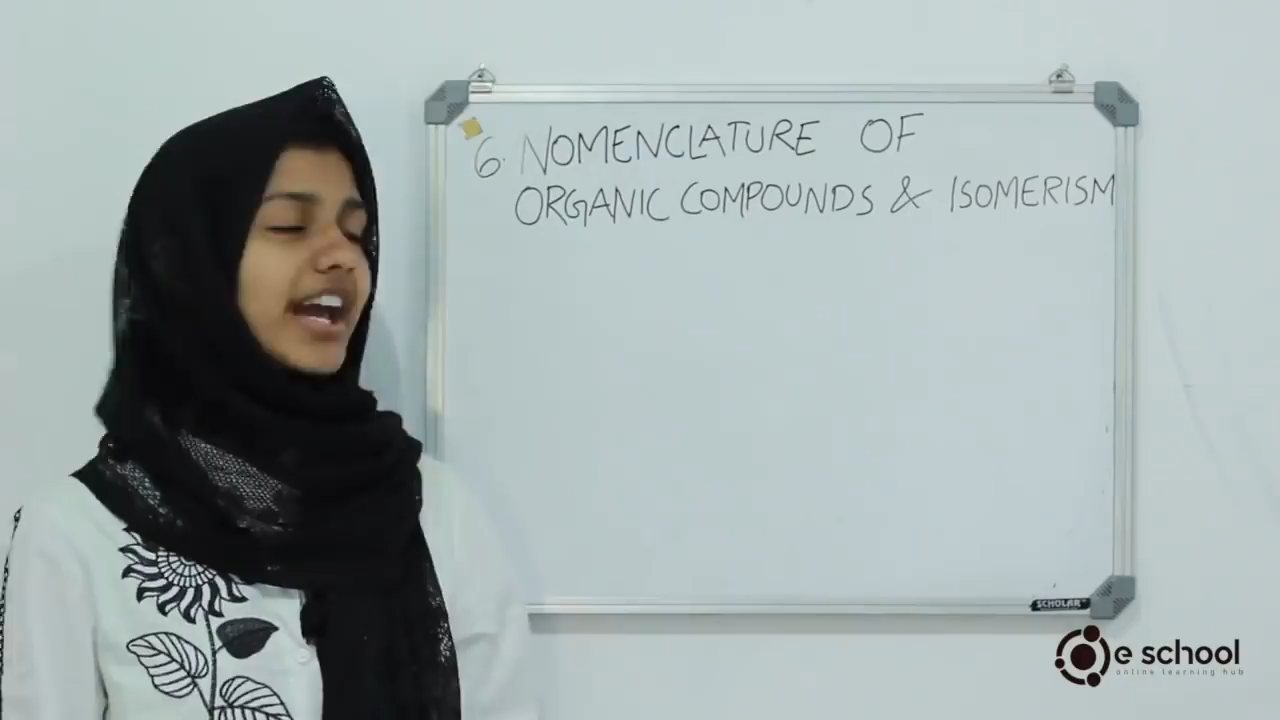 6. NOMENCLATURE OF
ORGANIC COMPOUNDS & ISOMERISM
SCHOLAR
e school
online learning hub